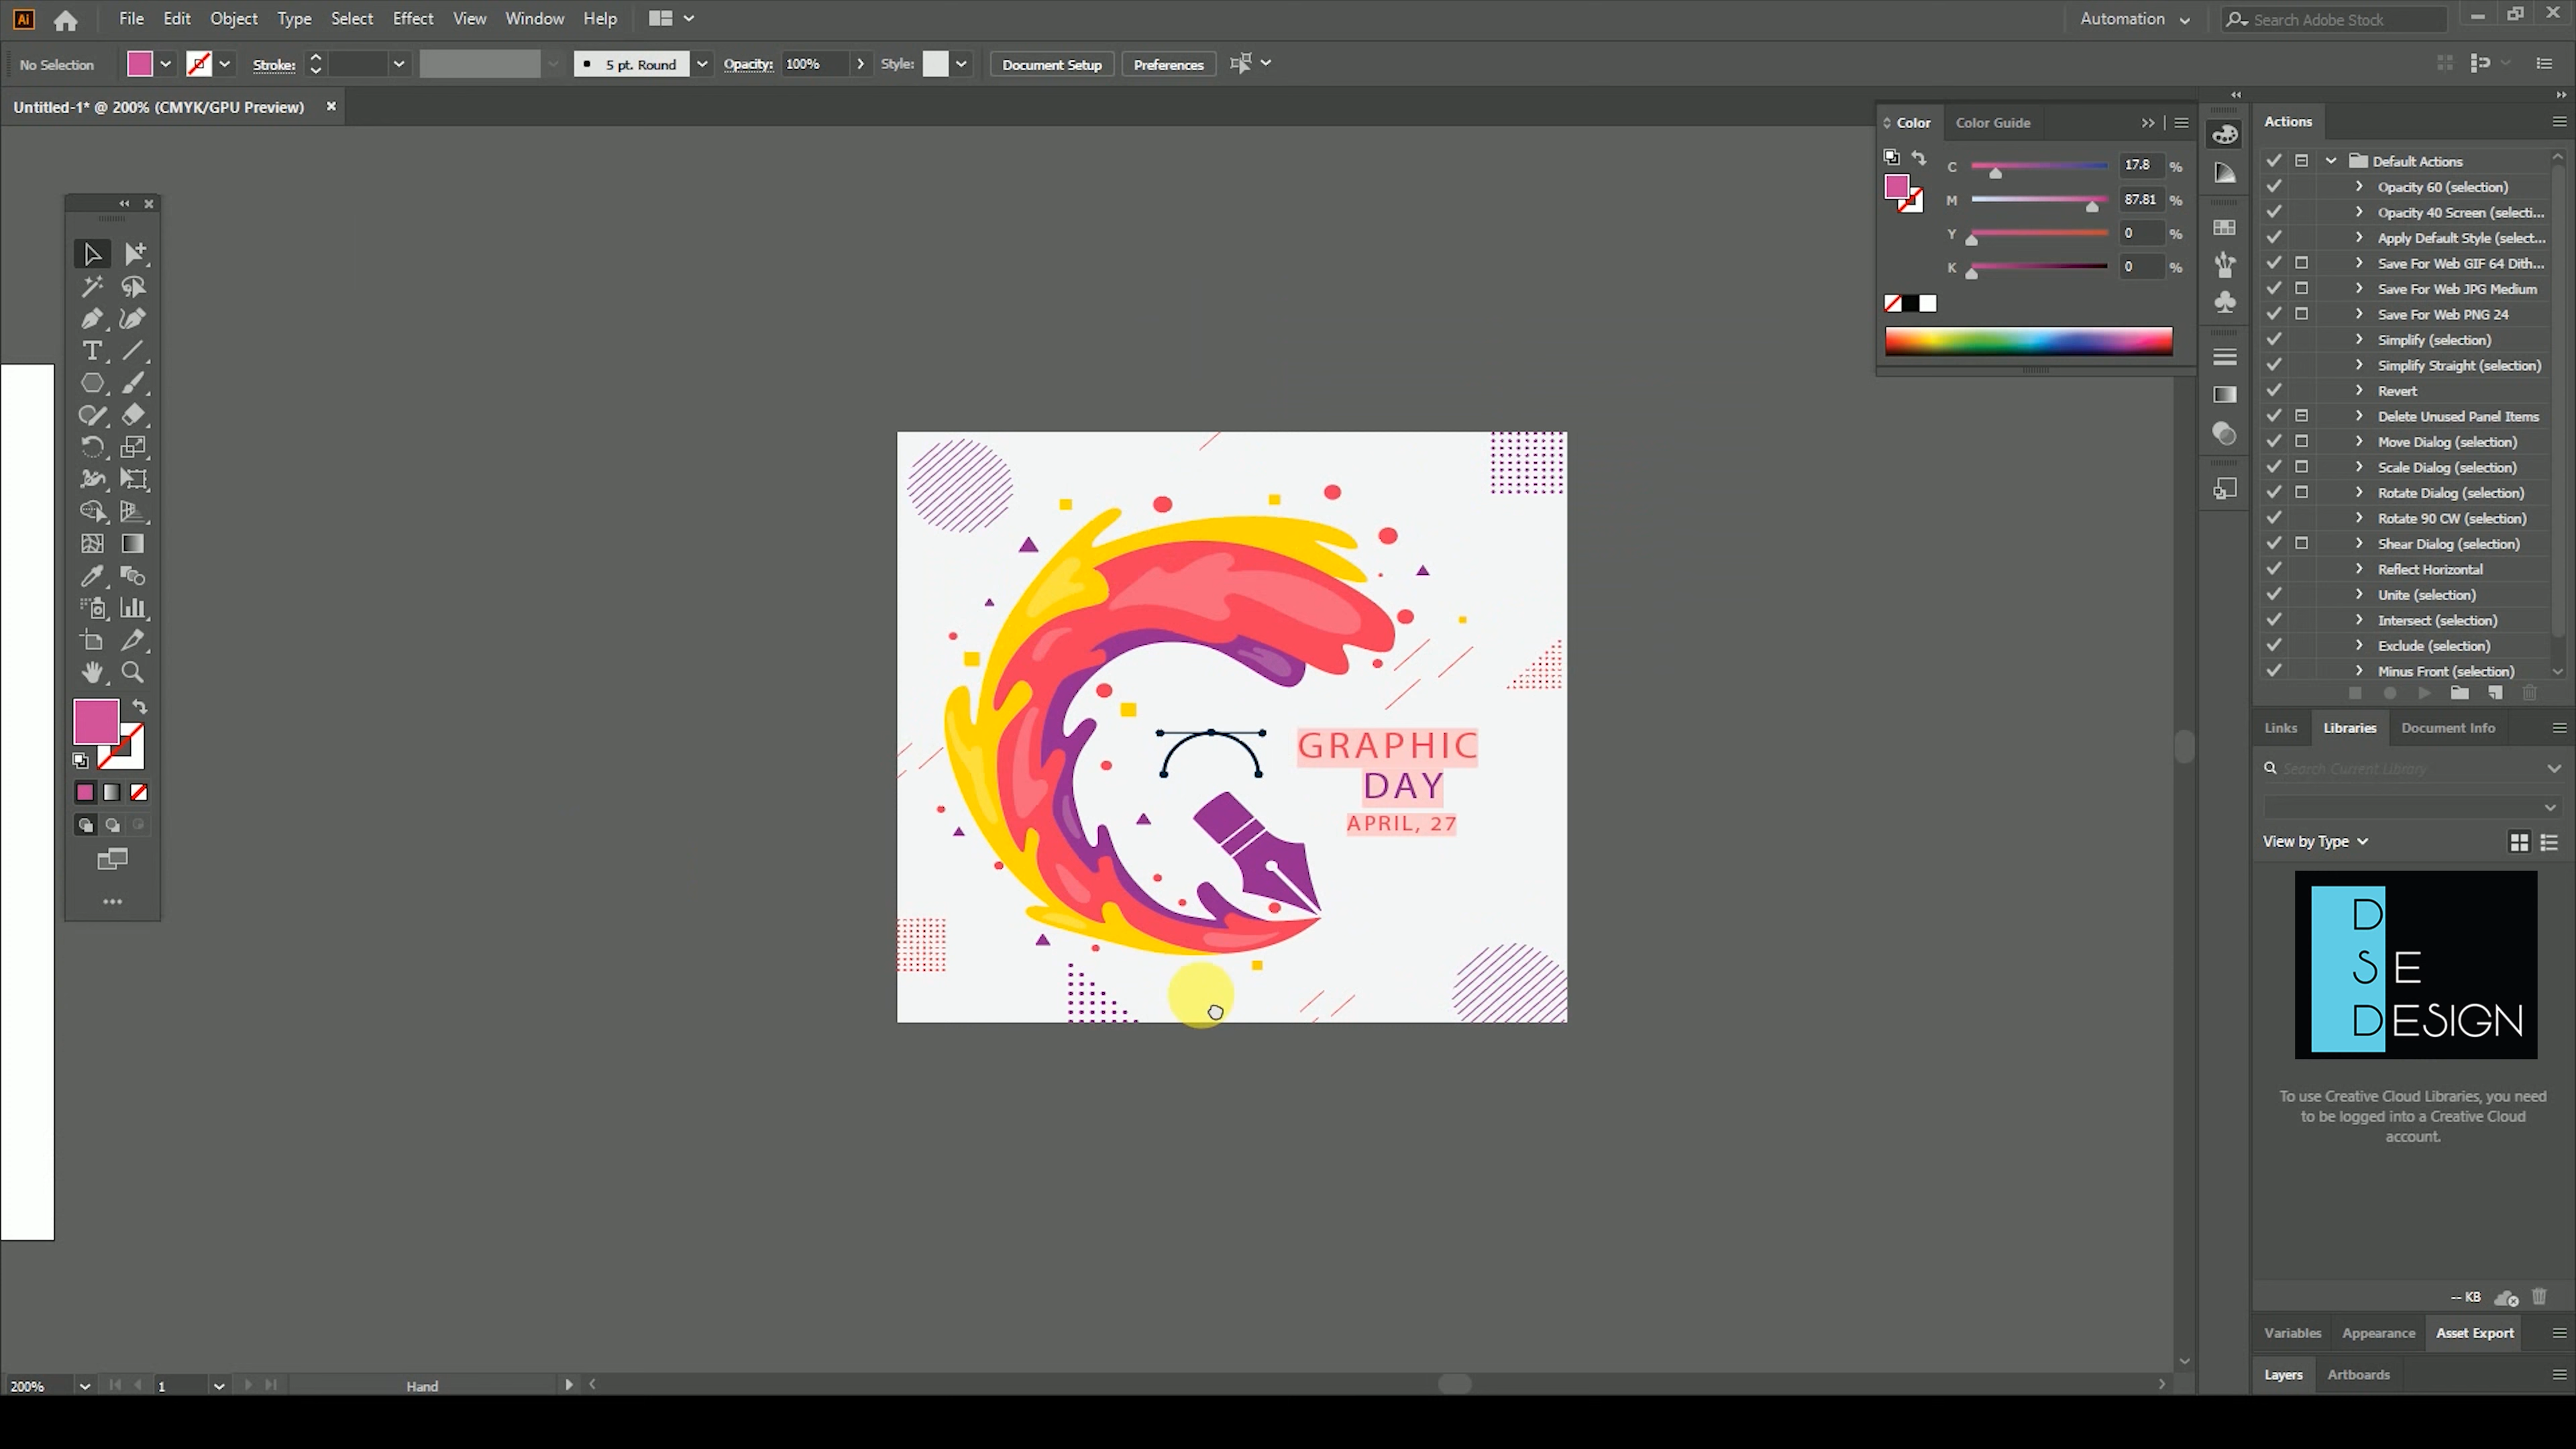 Ai File Edit Object Type Select Effect View Window Help Automation Search Adobe Stock
No Selection Stroke: 5 pt. Round Opacity: 100% Style: Document Setup Preferences
Untitled-1* @ 200% (CMYK/GPU Preview)
Color Color Guide
C 17.8 %
M 87.81 %
Y 0 %
K 0 %
Actions
Default Actions
Opacity 60 (selection)
Opacity 40 Screen (selecti...
Apply Default Style (select...
Save For Web GIF 64 Dith...
Save For Web JPG Medium
Save For Web PNG 24
Simplify (selection)
Simplify Straight (selection)
Revert
Delete Unused Panel Items
Move Dialog (selection)
Scale Dialog (selection)
Rotate Dialog (selection)
Rotate 90 CW (selection)
Shear Dialog (selection)
Reflect Horizontal
Unite (selection)
Intersect (selection)
Exclude (selection)
Minus Front (selection)
GRAPHIC
DAY
APRIL, 27
Links Libraries Document Info
Search Current Library
View by Type
D
S E
DESIGN
To use Creative Cloud Libraries, you need
to be logged into a Creative Cloud
account.
-- KB
Variables Appearance Asset Export
Layers Artboards
200% 1 Hand